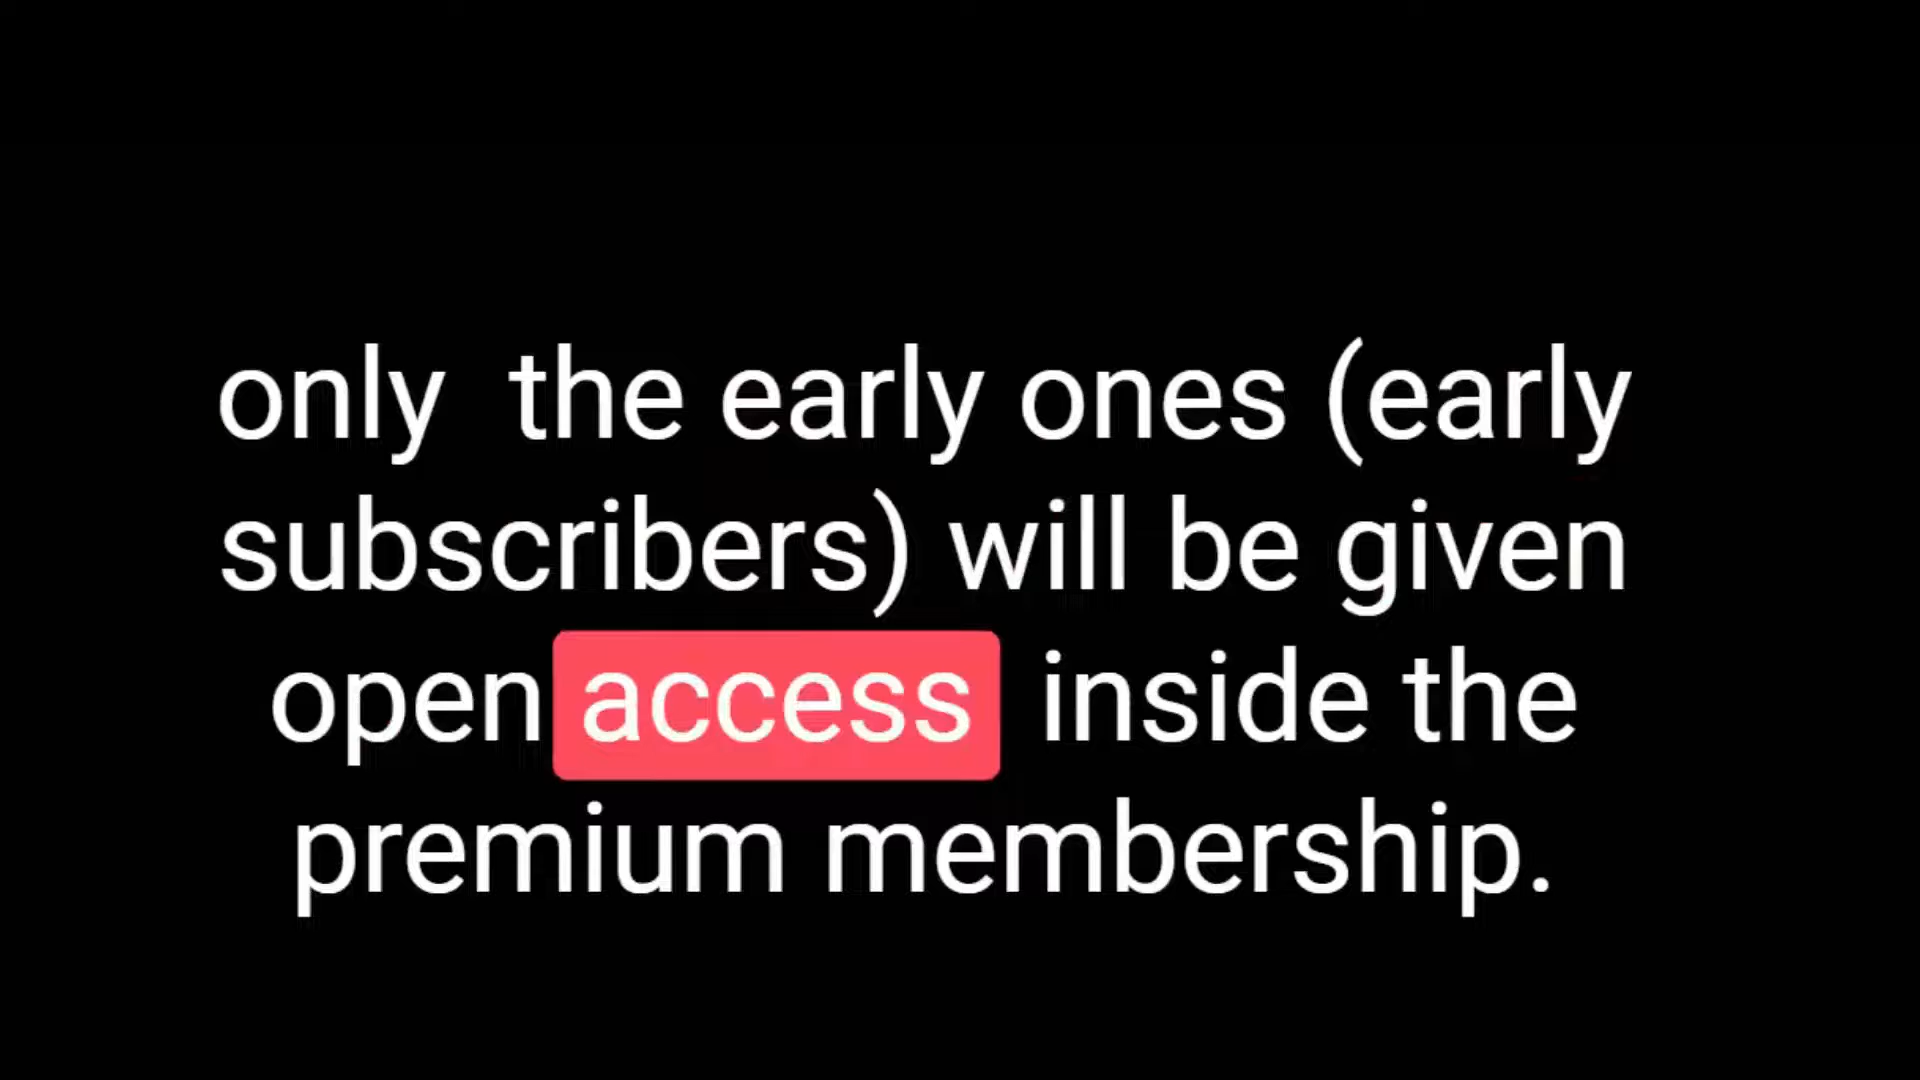 only the early ones (early
subscribers) will be given
open access inside the
premium membership.